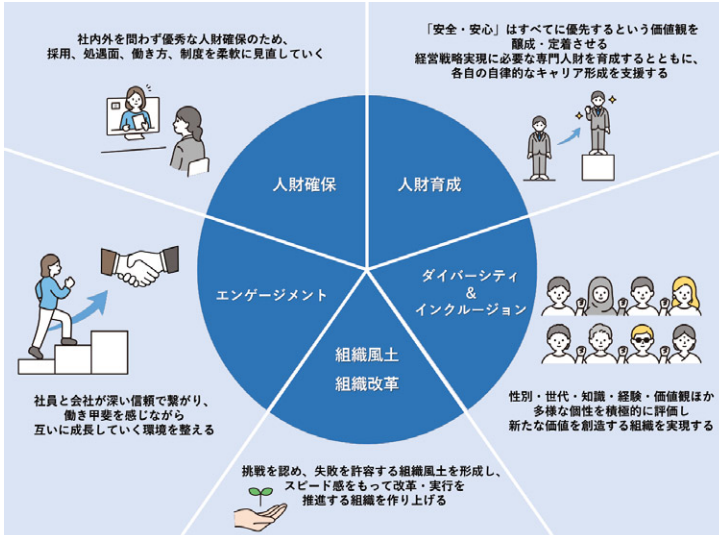 社内外を問わず優秀な人財確保のため、
採用、処遇面、働き方、制度を柔軟に見直していく
「安全・安心」はすべてに優先するという価値観を
醸成・定着させる
経営戦略実現に必要な専門人財を育成するとともに、
各自の自律的なキャリア形成を支援する
人財確保
人財育成
エンゲージメント
ダイバーシティ
&
インクルージョン
組織風土
組織改革
社員と会社が深い信頼で繋がり、
働き甲斐を感じながら
互いに成長していく環境を整える
性別・世代・知識・経験・価値観ほか
多様な個性を積極的に評価し
新たな価値を創造する組織を実現する
挑戦を認め、失敗を許容する組織風土を形成し、
スピード感をもって改革・実行を
推進する組織を作り上げる